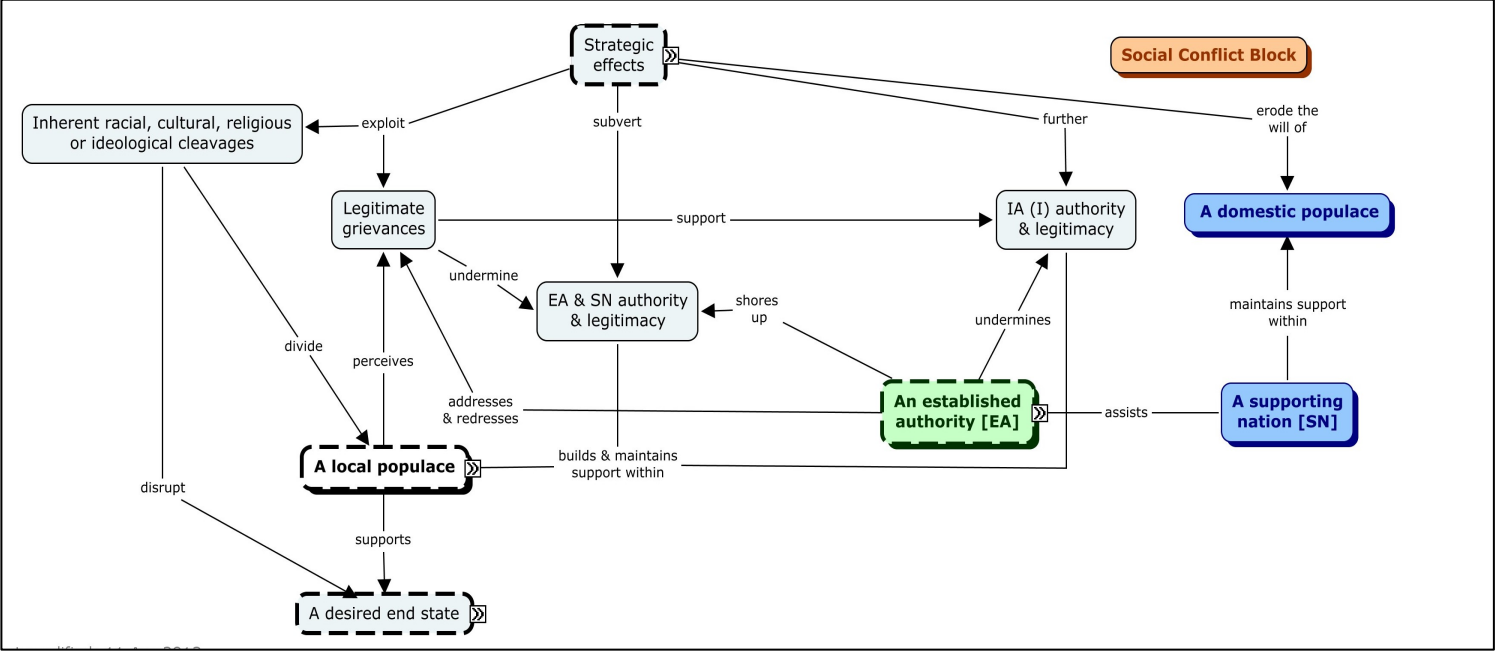 Strategic
effects
Social Conflict Block
Inherent racial, cultural, religious
or ideological cleavages
exploit
subvert
further
erode the
will of
Legitimate
grievances
support
IA (I) authority
& legitimacy
A domestic populace
undermine
EA & SN authority
& legitimacy
shores
up
undermines
maintains support
within
divide
perceives
addresses
& redresses
An established
authority [EA]
assists
A supporting
nation [SN]
A local populace
builds & maintains
support within
disrupt
supports
A desired end state